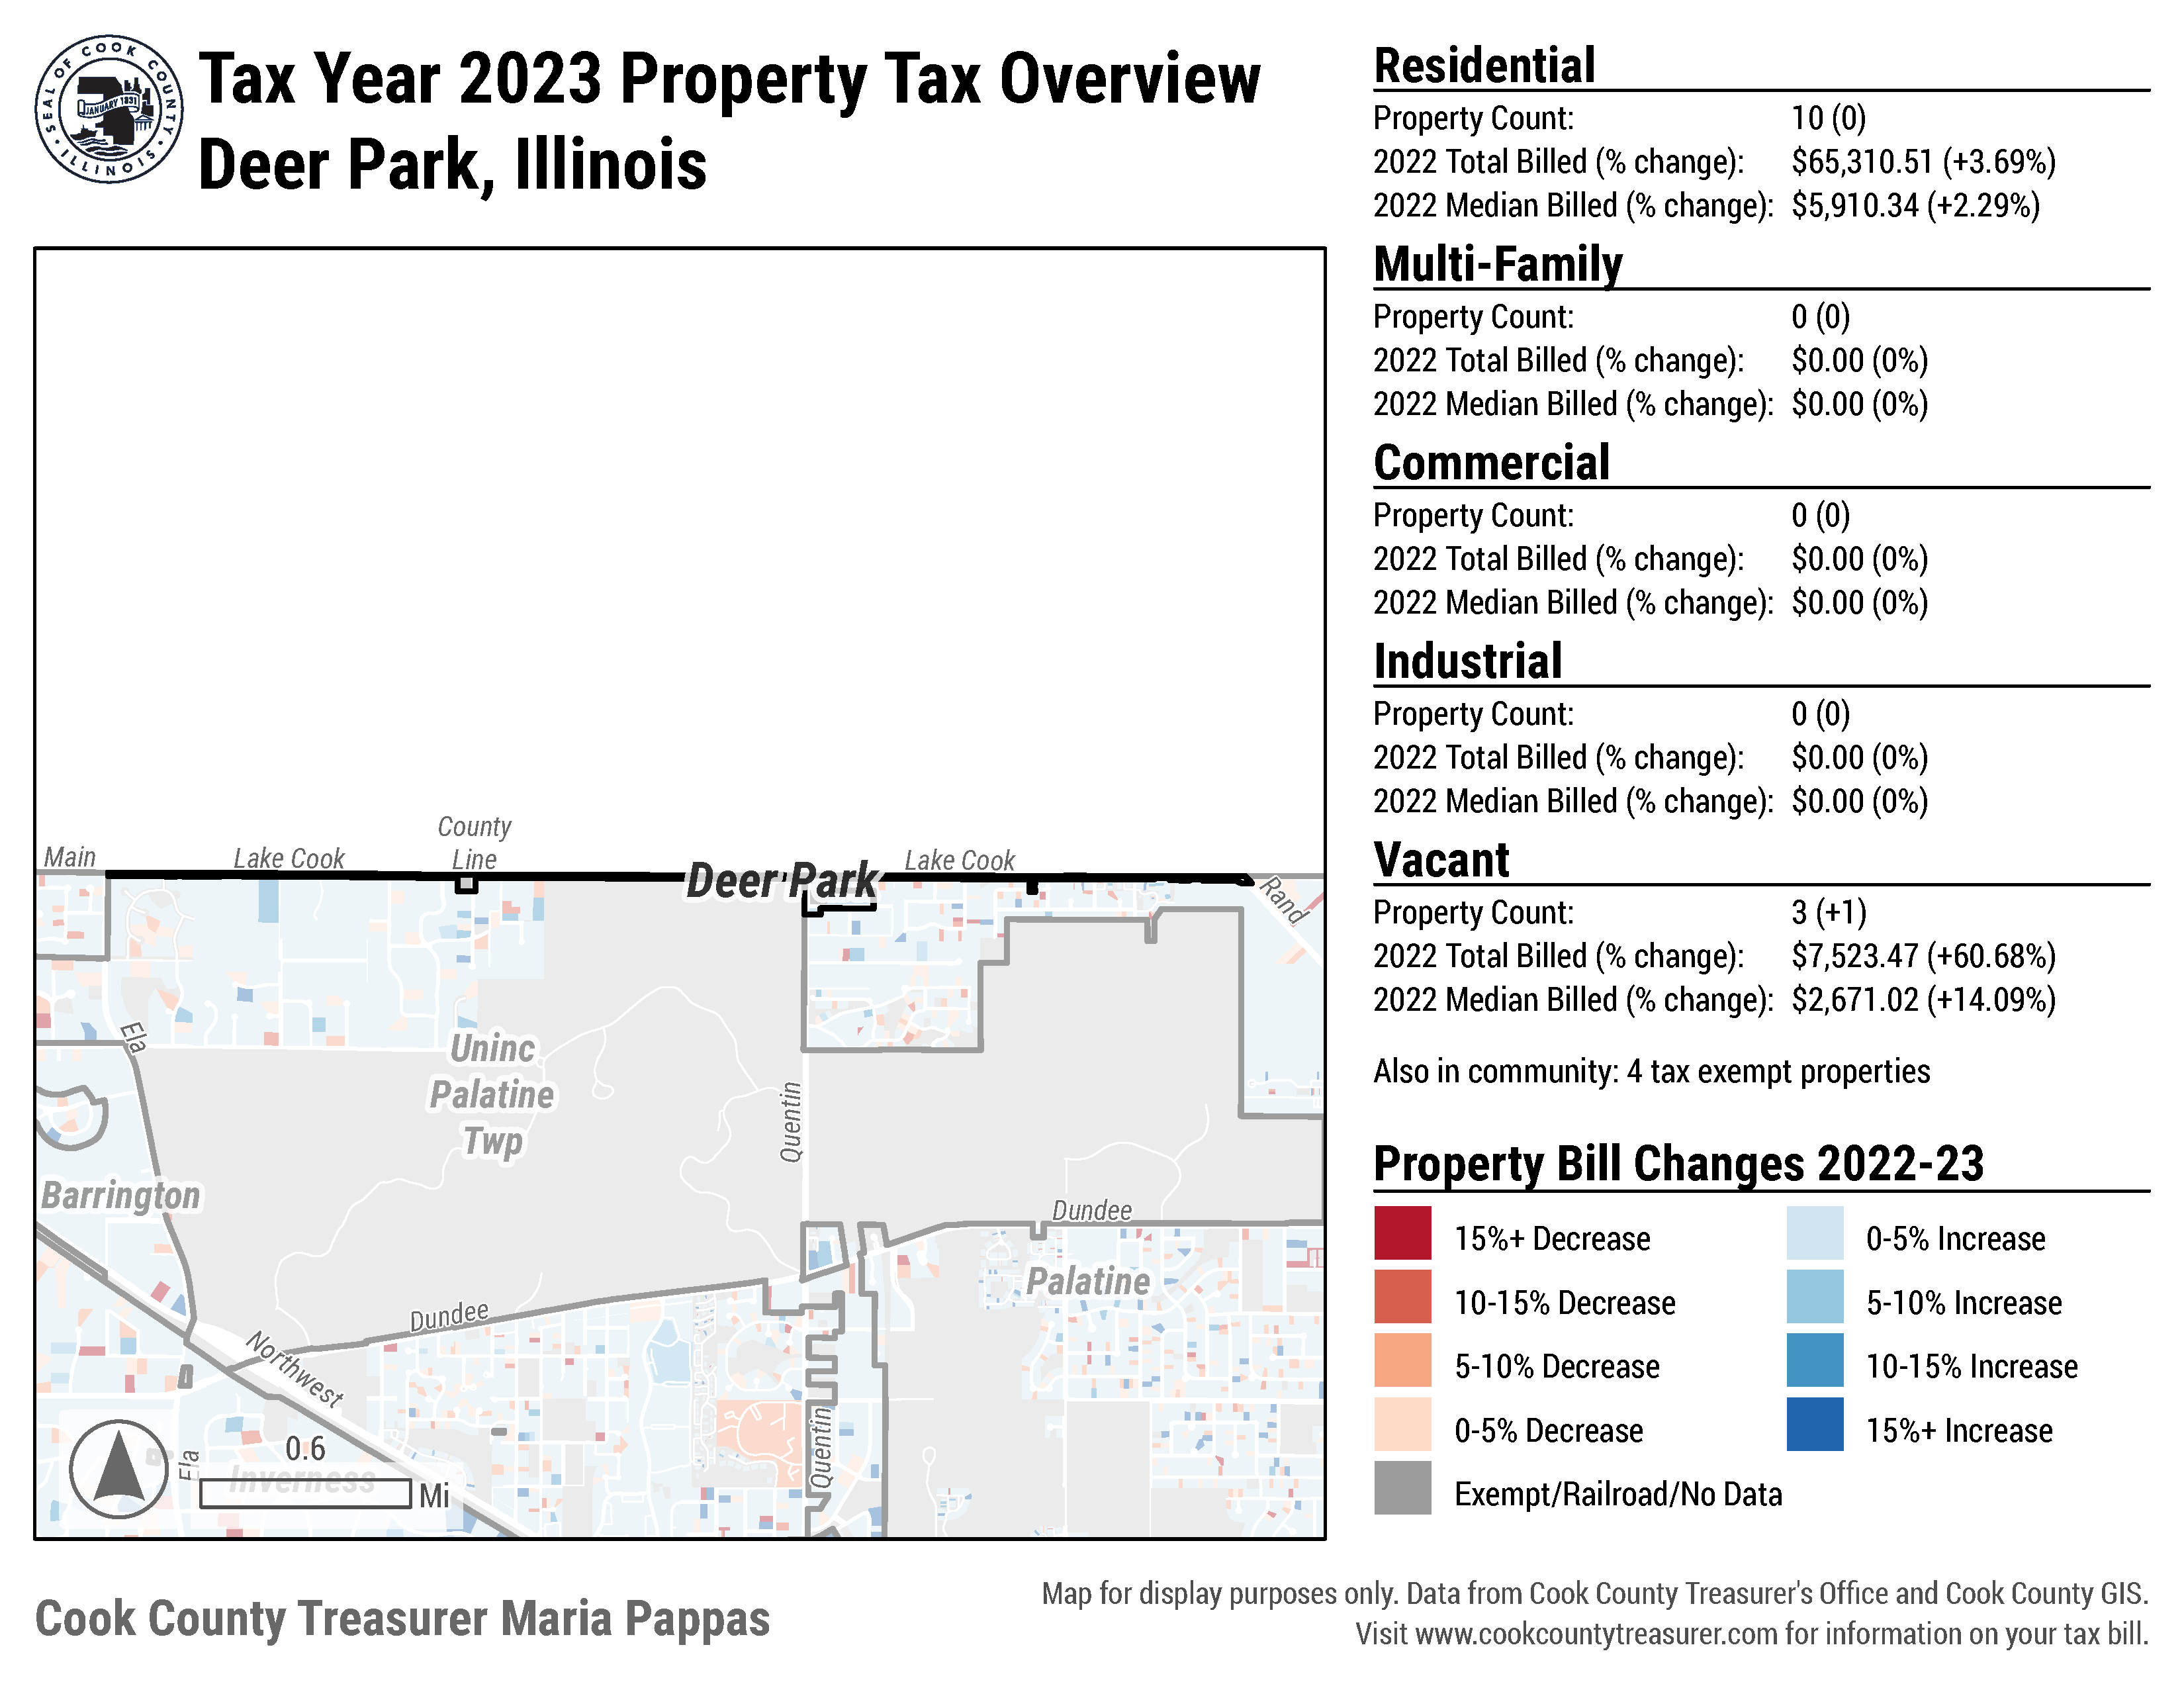 SEAL OF COOK COUNTY ILLINOIS
JANUARY 1831
Tax Year 2023 Property Tax Overview
Deer Park, Illinois
Residential
Property Count: 10 (0)
2022 Total Billed (% change): $65,310.51 (+3.69%)
2022 Median Billed (% change): $5,910.34 (+2.29%)
Multi-Family
Property Count: 0 (0)
2022 Total Billed (% change): $0.00 (0%)
2022 Median Billed (% change): $0.00 (0%)
Commercial
Property Count: 0 (0)
2022 Total Billed (% change): $0.00 (0%)
2022 Median Billed (% change): $0.00 (0%)
Industrial
Property Count: 0 (0)
2022 Total Billed (% change): $0.00 (0%)
2022 Median Billed (% change): $0.00 (0%)
Vacant
Property Count: 3 (+1)
2022 Total Billed (% change): $7,523.47 (+60.68%)
2022 Median Billed (% change): $2,671.02 (+14.09%)
Also in community: 4 tax exempt properties
Property Bill Changes 2022-23
15%+ Decrease
10-15% Decrease
5-10% Decrease
0-5% Decrease
Exempt/Railroad/No Data
0-5% Increase
5-10% Increase
10-15% Increase
15%+ Increase
Main
Lake Cook
County
Line
Deer Park
Lake Cook
Rand
Ela
Uninc
Palatine
Twp
Quentin
Barrington
Dundee
Palatine
Dundee
Northwest
Quentin
Ela
0.6
Inverness
Mi
Cook County Treasurer Maria Pappas
Map for display purposes only. Data from Cook County Treasurer's Office and Cook County GIS.
Visit www.cookcountytreasurer.com for information on your tax bill.